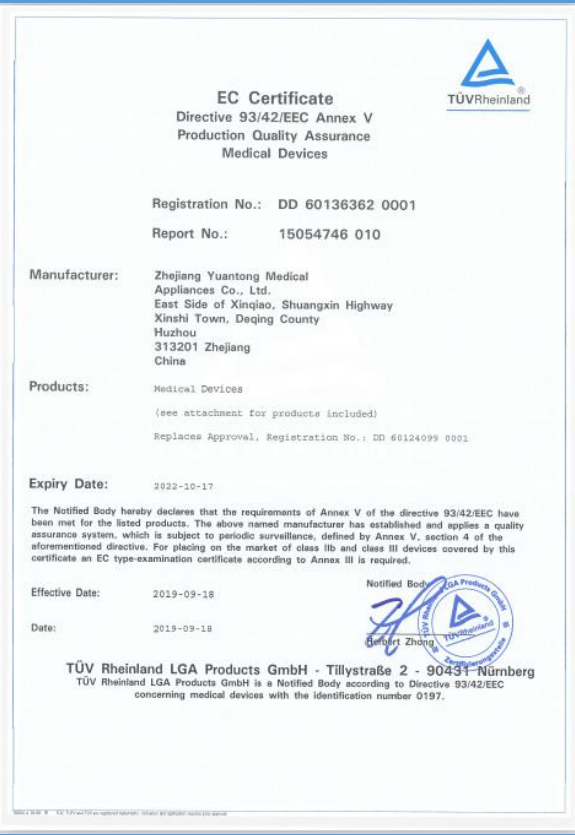 TÜVRheinland®
EC Certificate
Directive 93/42/EEC Annex V
Production Quality Assurance
Medical Devices
Registration No.: DD 60136362 0001
Report No.: 15054746 010
Manufacturer: Zhejiang Yuantong Medical
Appliances Co., Ltd.
East Side of Xinqiao, Shuangxin Highway
Xinshi Town, Deqing County
Huzhou
313201 Zhejiang
China
Products: Medical Devices
(see attachment for products included)
Replaces Approval, Registration No.: DD 60124099 0001
Expiry Date: 2022-10-17
The Notified Body hereby declares that the requirements of Annex V of the directive 93/42/EEC have
been met for the listed products. The above named manufacturer has established and applies a quality
assurance system, which is subject to periodic surveillance, defined by Annex V, section 4 of the
aforementioned directive. For placing on the market of class IIb and class III devices covered by this
certificate an EC type-examination certificate according to Annex III is required.
Notified Body
Effective Date: 2019-09-18
Date: 2019-09-18
Herbert Zhong
TÜV Rheinland LGA Products GmbH
TÜVRheinland®
Zertifizierungsstelle
TÜV Rheinland LGA Products GmbH - Tillystraße 2 - 90431 Nürnberg
TÜV Rheinland LGA Products GmbH is a Notified Body according to Directive 93/42/EEC
concerning medical devices with the identification number 0197.